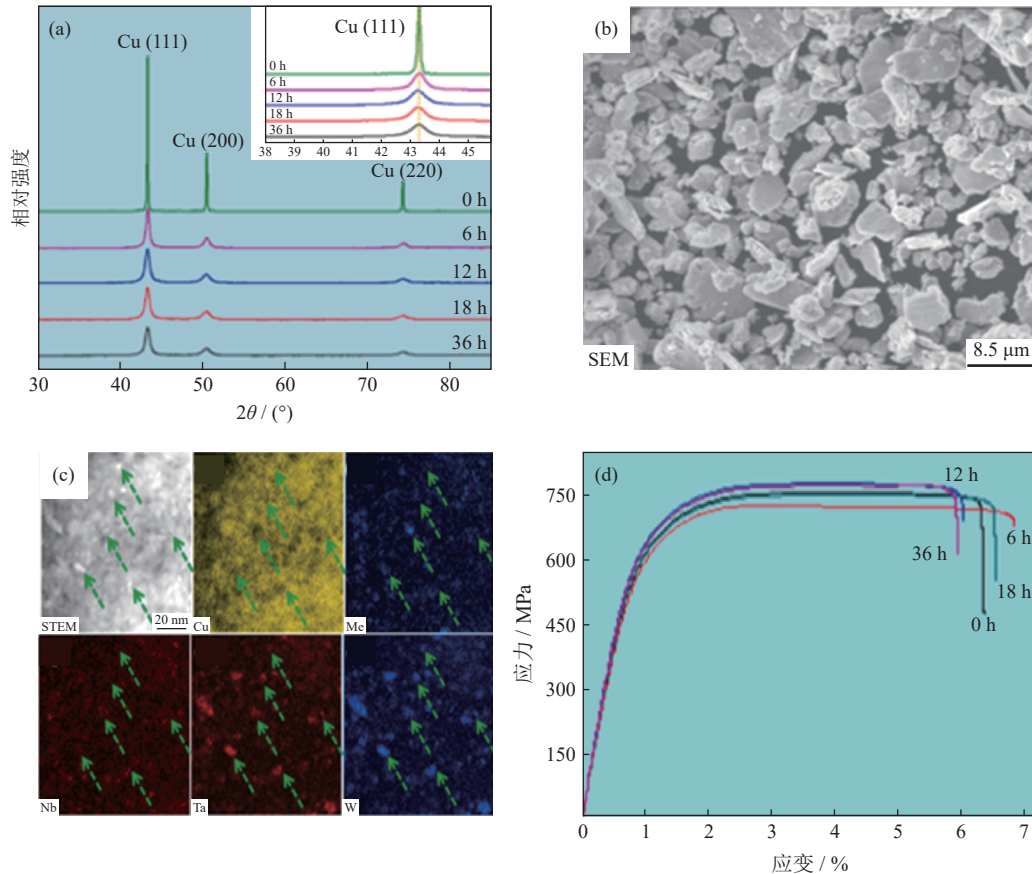 (a)
Cu (111)
Cu (200)
Cu (220)
0 h
6 h
12 h
18 h
36 h
30 40 50 60 70 80
2θ / (°)
相对强度
Cu (111)
0 h
6 h
12 h
18 h
36 h
38 39 40 41 42 43 44 45
(b)
SEM
8.5 μm
(c)
STEM
20 nm
Cu
Me
Nb
Ta
W
(d)
750
600
450
300
150
应力 / MPa
12 h
36 h
6 h
18 h
0 h
0 1 2 3 4 5 6 7
应变 / %